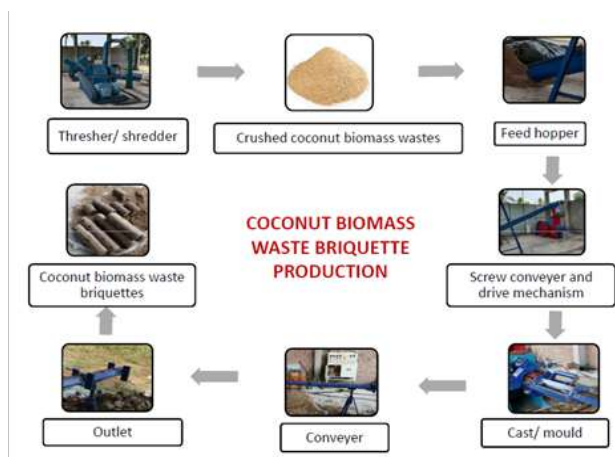 Thresher/ shredder
Crushed coconut biomass wastes
Feed hopper
COCONUT BIOMASS
WASTE BRIQUETTE
PRODUCTION
Coconut biomass waste
briquettes
Screw conveyer and
drive mechanism
Outlet
Conveyer
Cast/ mould